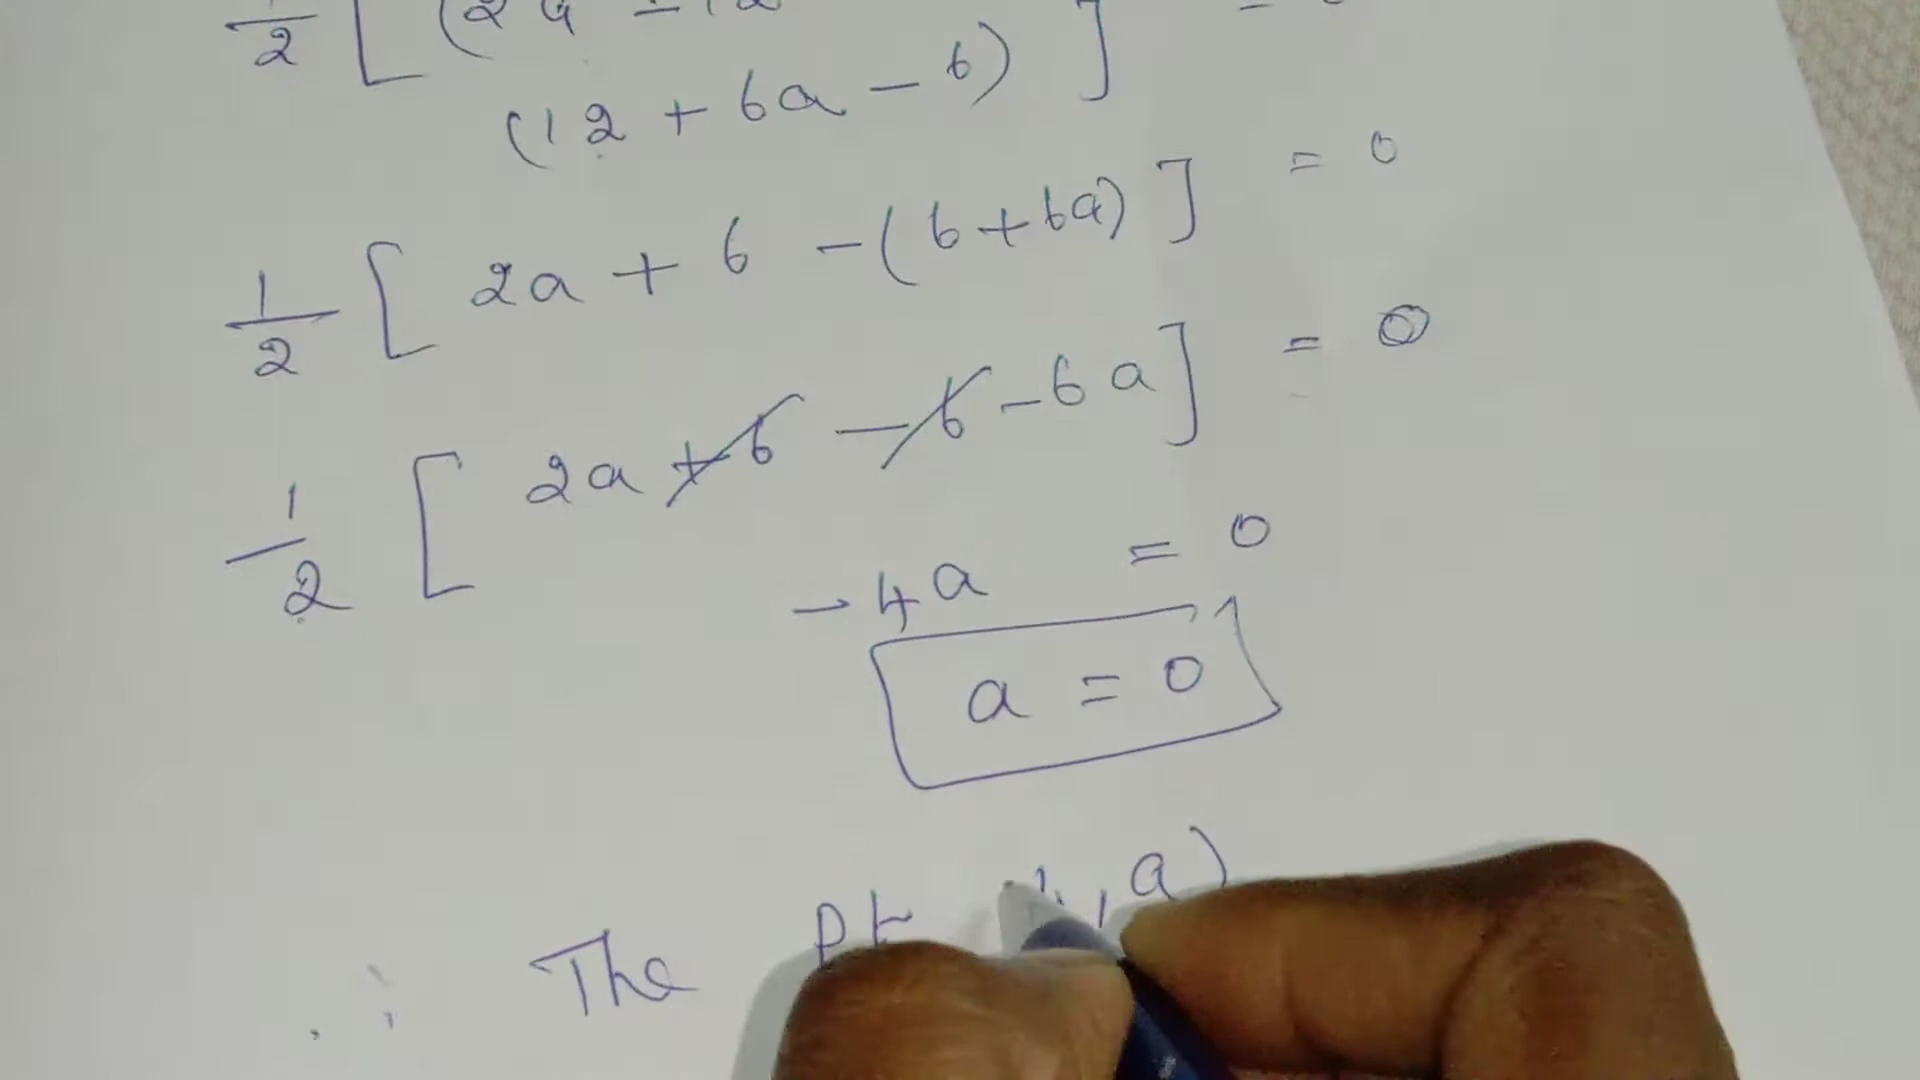 1/2 [ (2a
(12 + 6a - 6) ]
1/2 [ 2a + 6 - (6 + 6a) ] = 0
1/2 [ 2a + 6 - 6 - 6a ] = 0
- 4a = 0
a = 0
∴ The Pt , a)